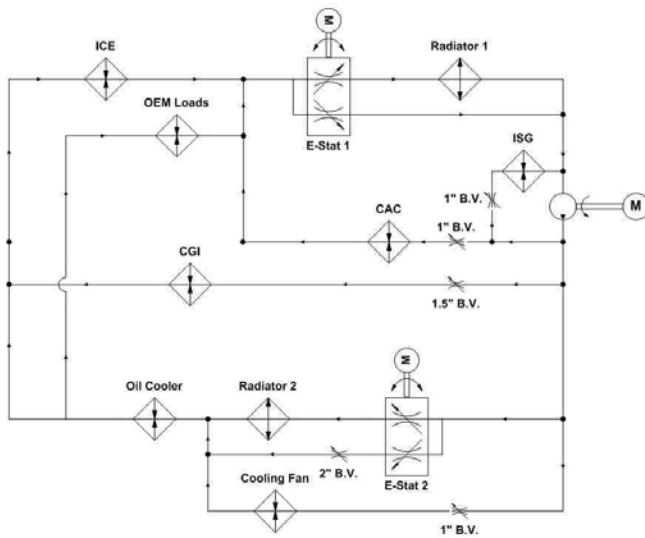 M
ICE
Radiator 1
OEM Loads
E-Stat 1
ISG
1" B.V.
M
CAC
1" B.V.
CGI
1.5" B.V.
M
Oil Cooler
Radiator 2
2" B.V.
E-Stat 2
Cooling Fan
1" B.V.